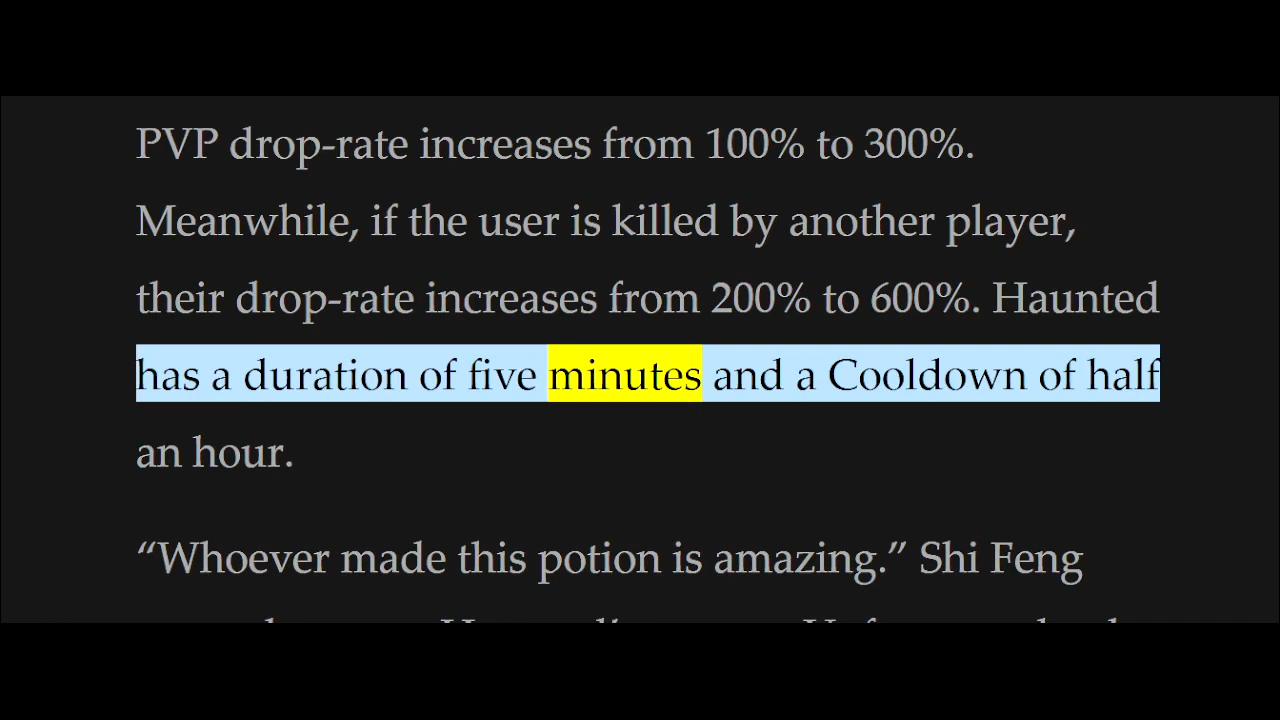 PVP drop-rate increases from 100% to 300%.
Meanwhile, if the user is killed by another player,
their drop-rate increases from 200% to 600%. Haunted
has a duration of five minutes and a Cooldown of half
an hour.
“Whoever made this potion is amazing.” Shi Feng